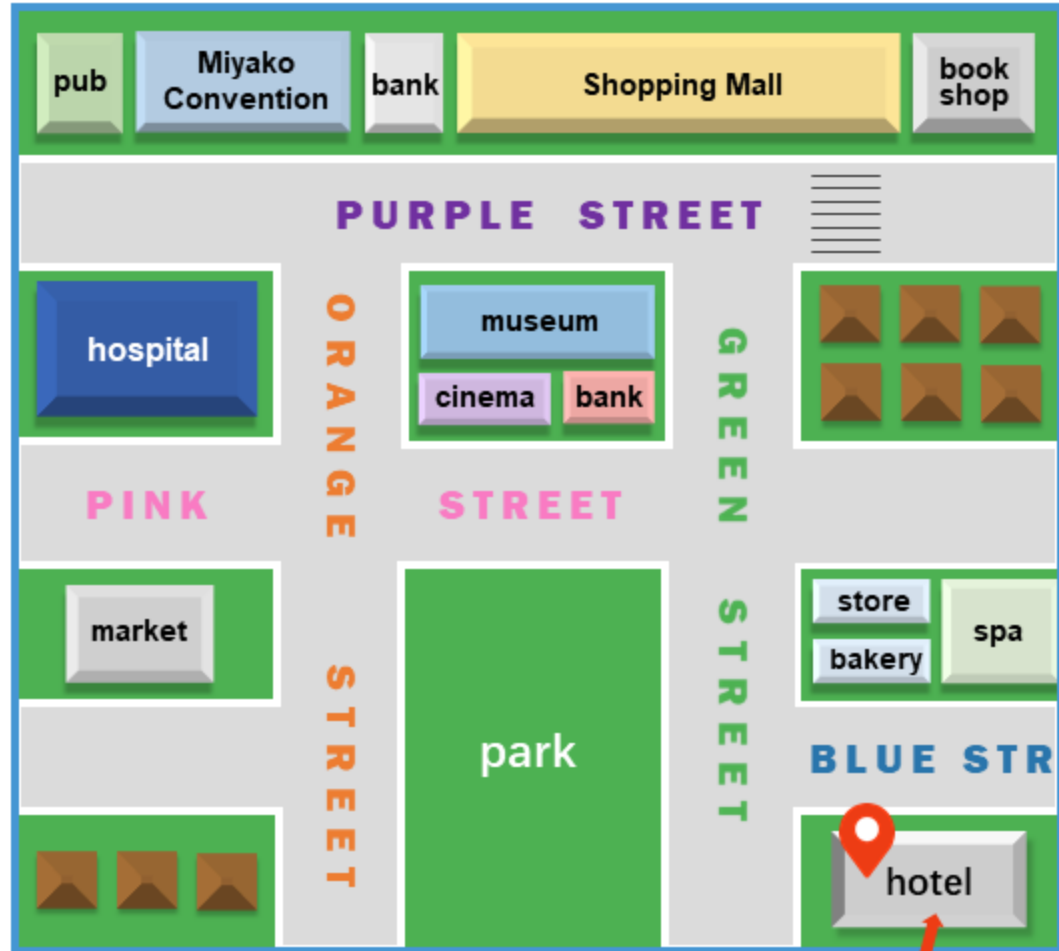 pub
Miyako
Convention
bank
Shopping Mall
book
shop
PURPLE STREET
hospital
ORANGE
museum
cinema
bank
GREEN
PINK
STREET
market
STREET
park
STREET
store
bakery
spa
BLUE STR
hotel